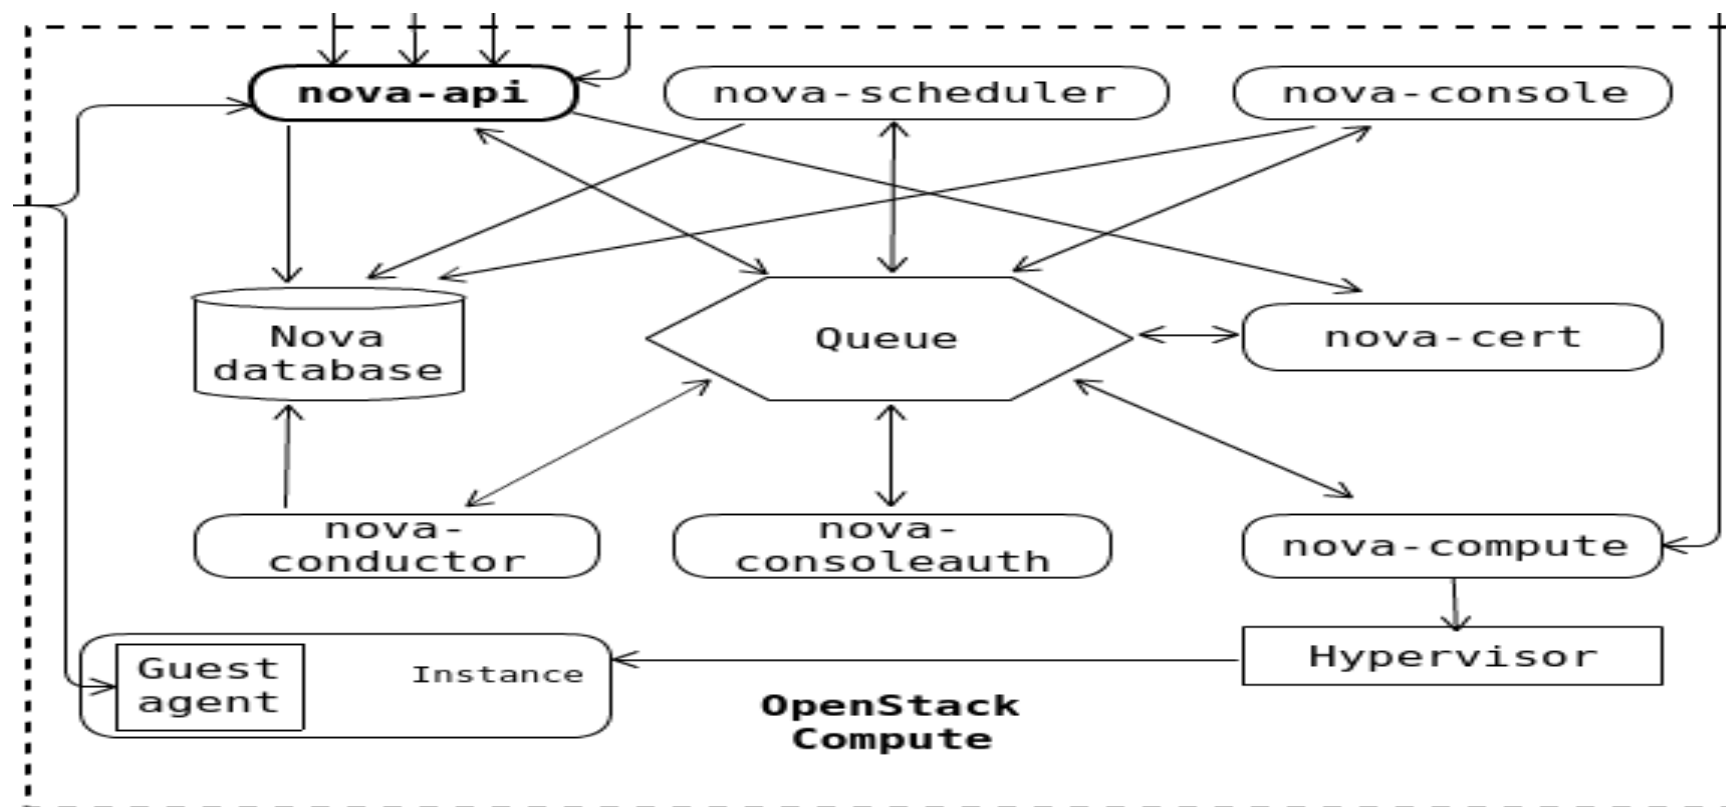 nova-api
nova-scheduler
nova-console
Nova
database
Queue
nova-cert
nova-
conductor
nova-
consoleauth
nova-compute
Guest
agent
Instance
Hypervisor
OpenStack
Compute